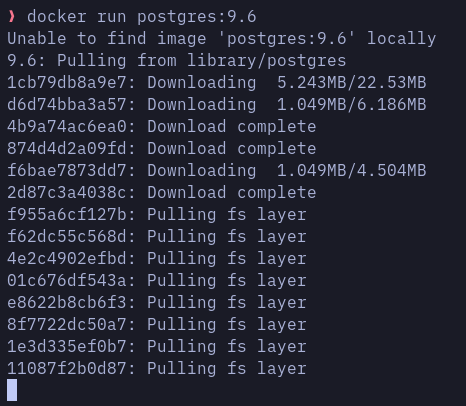 ❫ docker run postgres:9.6
Unable to find image 'postgres:9.6' locally
9.6: Pulling from library/postgres
1cb79db8a9e7: Downloading  5.243MB/22.53MB
d6d74bba3a57: Downloading  1.049MB/6.186MB
4b9a74ac6ea0: Download complete
874d4d2a09fd: Download complete
f6bae7873dd7: Downloading  1.049MB/4.504MB
2d87c3a4038c: Download complete
f955a6cf127b: Pulling fs layer
f62dc55c568d: Pulling fs layer
4e2c4902efbd: Pulling fs layer
01c676df543a: Pulling fs layer
e8622b8cb6f3: Pulling fs layer
8f7722dc50a7: Pulling fs layer
1e3d335ef0b7: Pulling fs layer
11087f2b0d87: Pulling fs layer